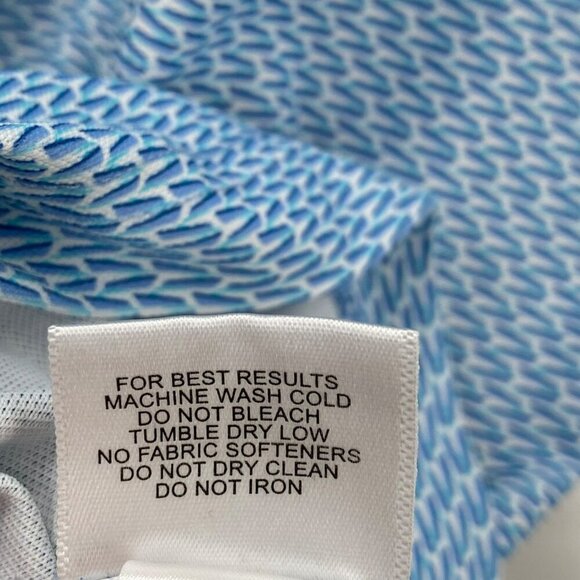 FOR BEST RESULTS
MACHINE WASH COLD
DO NOT BLEACH
TUMBLE DRY LOW
NO FABRIC SOFTENERS
DO NOT DRY CLEAN
DO NOT IRON